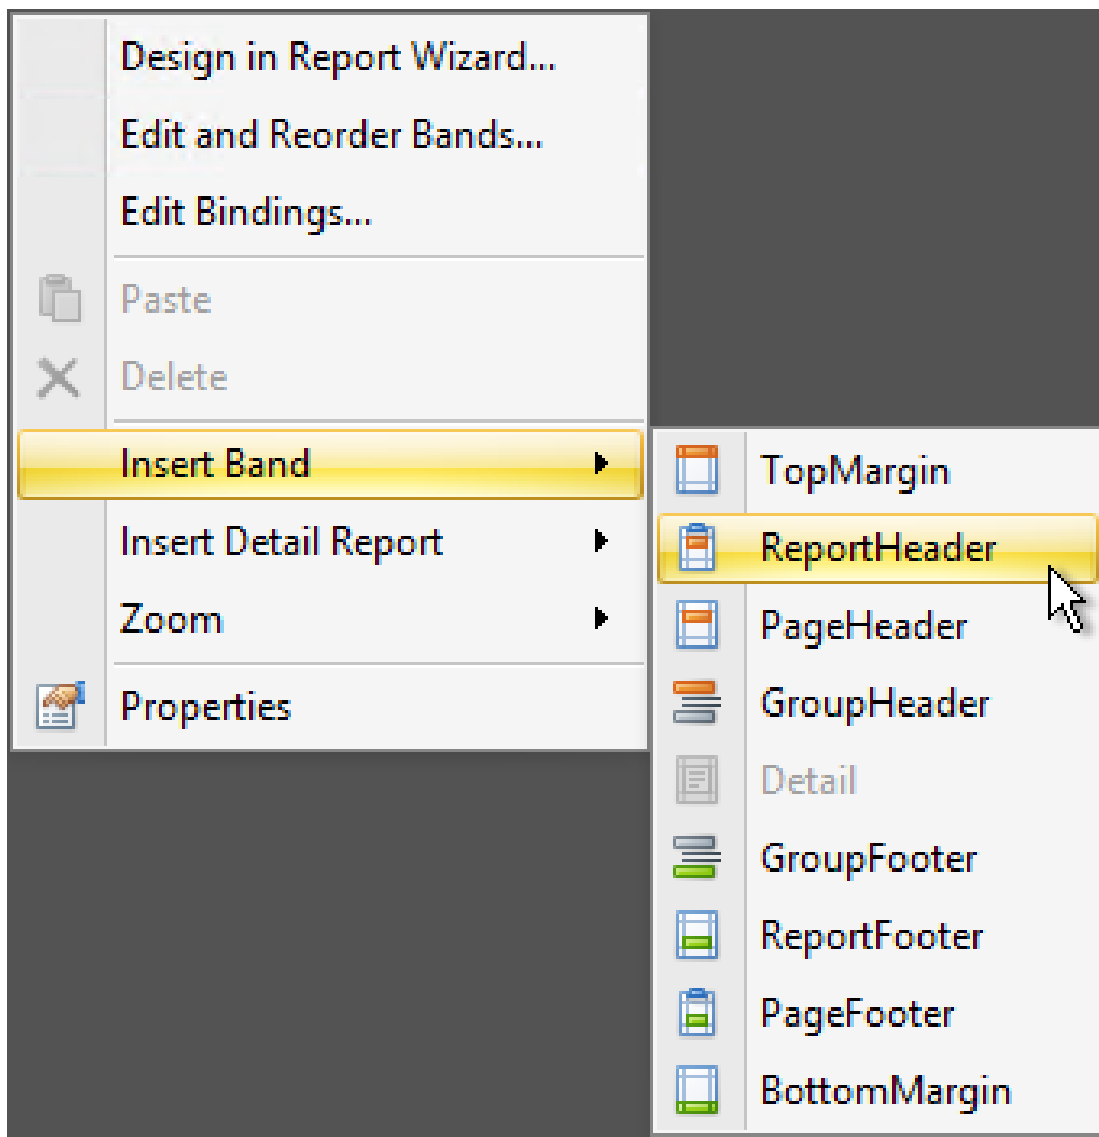 Design in Report Wizard...
Edit and Reorder Bands...
Edit Bindings...
Paste
Delete
Insert Band
Insert Detail Report
Zoom
Properties
TopMargin
ReportHeader
PageHeader
GroupHeader
Detail
GroupFooter
ReportFooter
PageFooter
BottomMargin